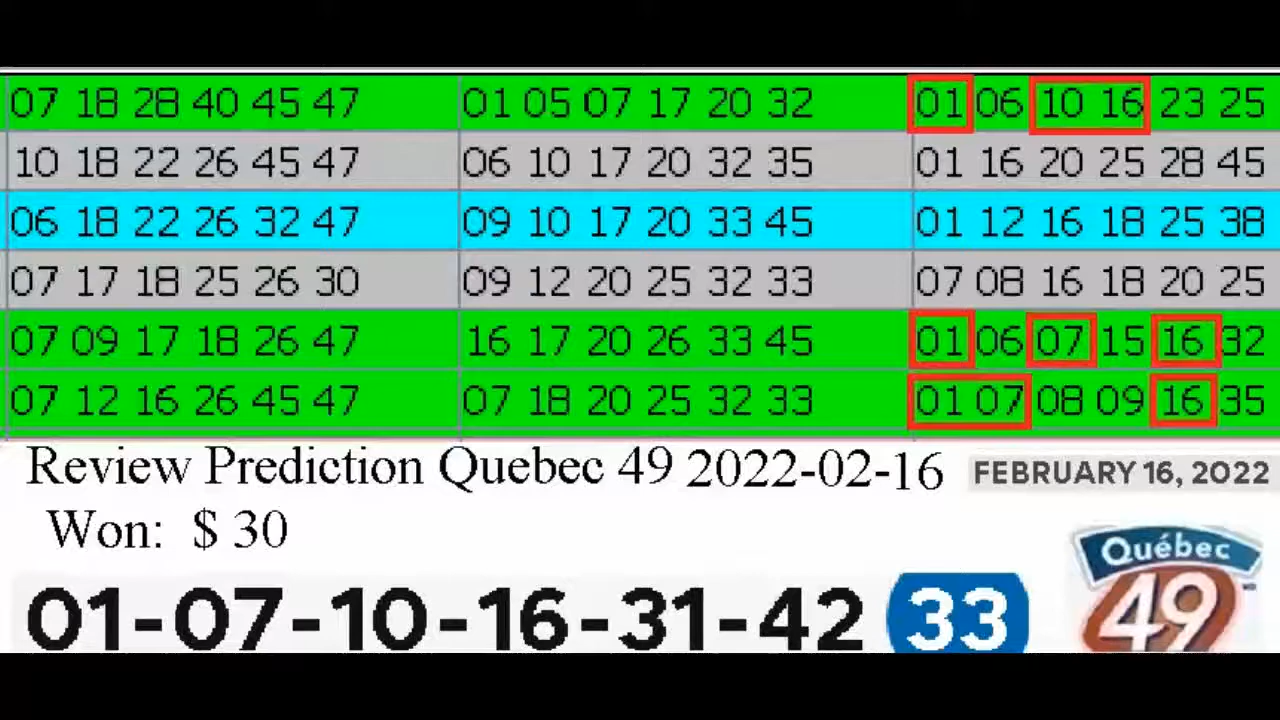 07 18 28 40 45 47 01 05 07 17 20 32 01 06 10 16 23 25
10 18 22 26 45 47 06 10 17 20 32 35 01 16 20 25 28 45
06 18 22 26 32 47 09 10 17 20 33 45 01 12 16 18 25 38
07 17 18 25 26 30 09 12 20 25 32 33 07 08 16 18 20 25
07 09 17 18 26 47 16 17 20 26 33 45 01 06 07 15 16 32
07 12 16 26 45 47 07 18 20 25 32 33 01 07 08 09 16 35
Review Prediction Quebec 49 2022-02-16 FEBRUARY 16, 2022
Won: $ 30
Québec
49
01-07-10-16-31-42 33